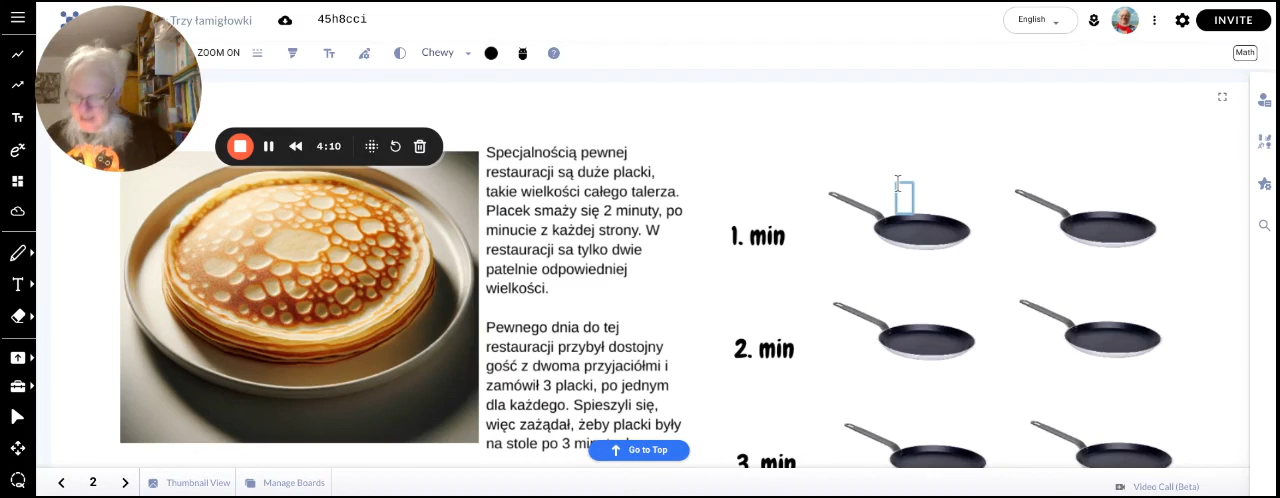 Trzy łamigłowki
45h8cci
English
INVITE
ZOOM ON
Chewy
Math
4:10
Specjalnością pewnej
restauracji są duże placki,
takie wielkości całego talerza.
Placek smaży się 2 minuty, po
minucie z każdej strony. W
restauracji sa tylko dwie
patelnie odpowiedniej
wielkości.
Pewnego dnia do tej
restauracji przybył dostojny
gość z dwoma przyjaciółmi i
zamówił 3 placki, po jednym
dla każdego. Spieszyli się,
więc zażądał, żeby placki były
na stole po 3
Go to Top
1. min
2. min
3. min
2
Thumbnail View
Manage Boards
Video Call (Beta)